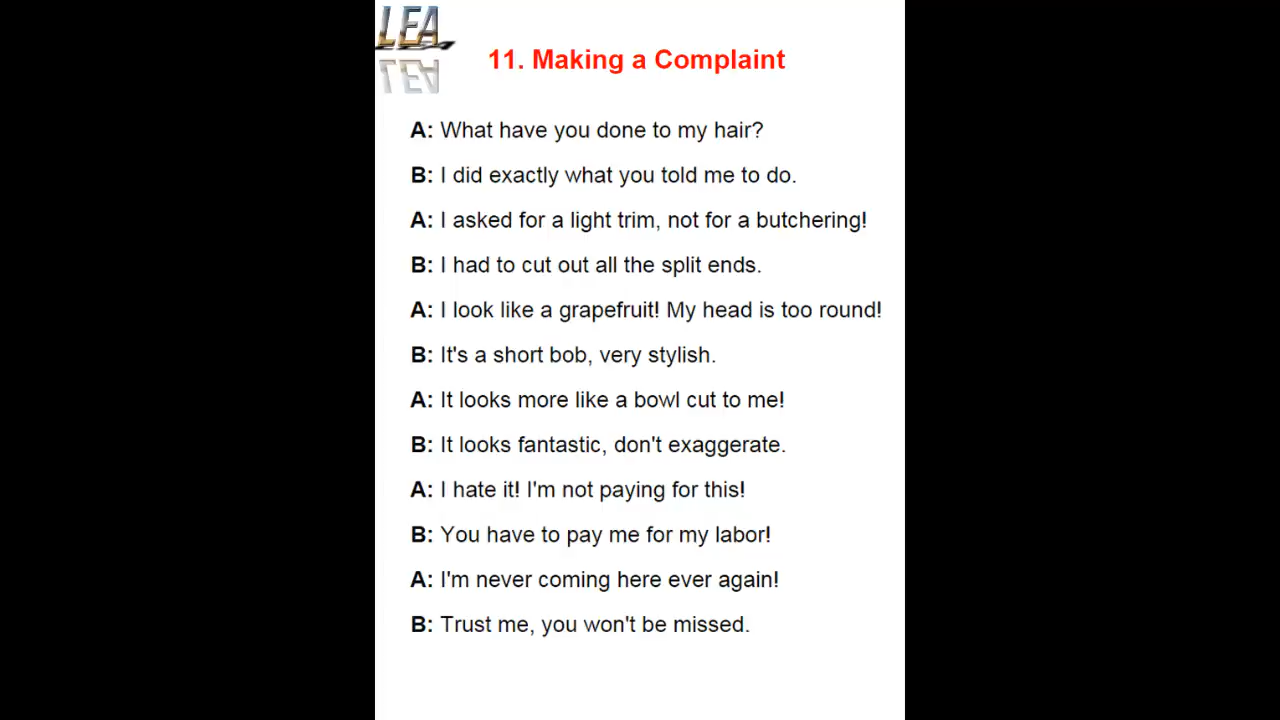 LEA
11. Making a Complaint
A: What have you done to my hair?
B: I did exactly what you told me to do.
A: I asked for a light trim, not for a butchering!
B: I had to cut out all the split ends.
A: I look like a grapefruit! My head is too round!
B: It's a short bob, very stylish.
A: It looks more like a bowl cut to me!
B: It looks fantastic, don't exaggerate.
A: I hate it! I'm not paying for this!
B: You have to pay me for my labor!
A: I'm never coming here ever again!
B: Trust me, you won't be missed.